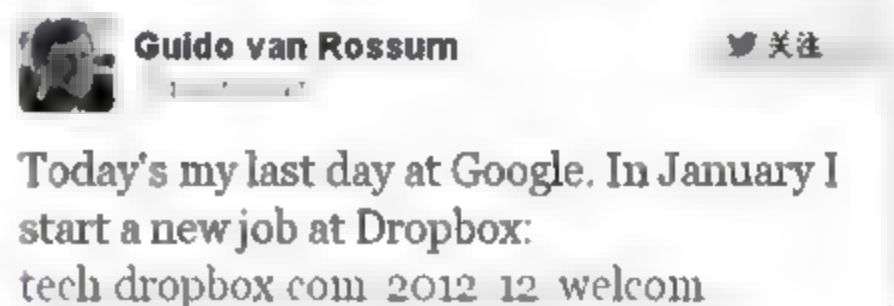 Guido van Rossum
关注
Today's my last day at Google. In January I
start a new job at Dropbox:
tech dropbox com 2012 12 welcom